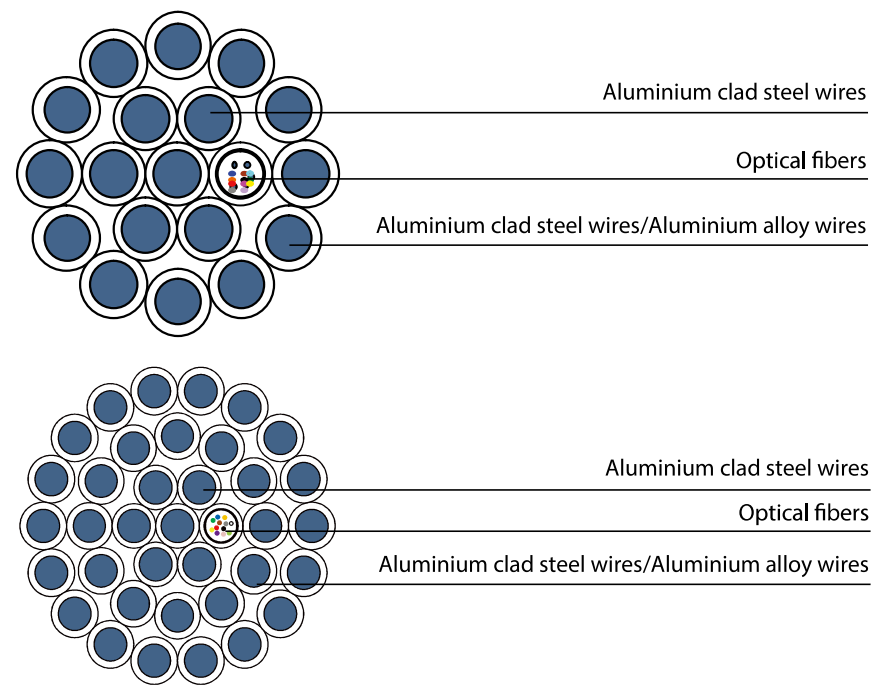 Aluminium clad steel wires
Optical fibers
Aluminium clad steel wires/Aluminium alloy wires
Aluminium clad steel wires
Optical fibers
Aluminium clad steel wires/Aluminium alloy wires